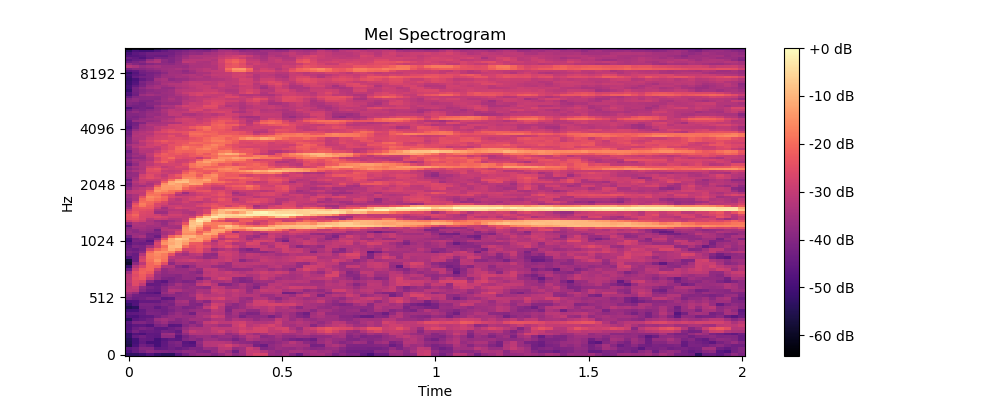 Mel Spectrogram
Hz
8192
4096
2048
1024
512
0
0 0.5 1 1.5 2
Time
+0 dB
-10 dB
-20 dB
-30 dB
-40 dB
-50 dB
-60 dB